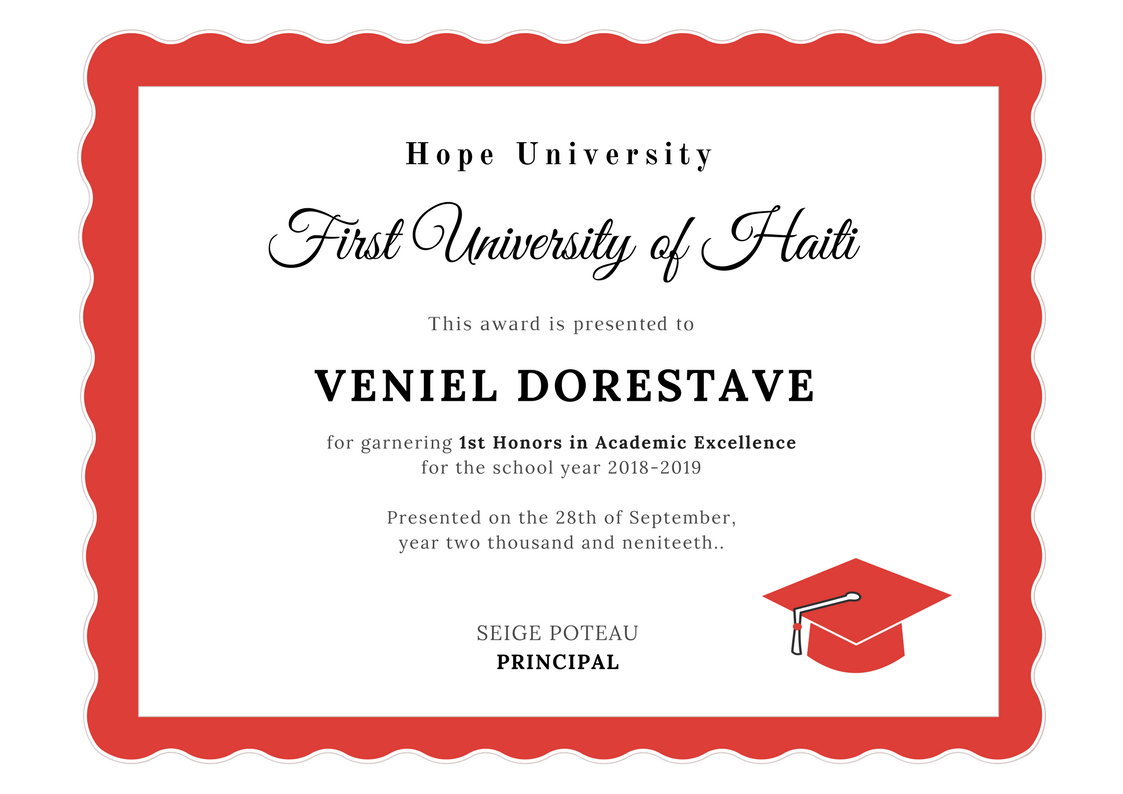 Hope University
First University of Haiti
This award is presented to
VENIEL DORESTAVE
for garnering 1st Honors in Academic Excellence
for the school year 2018-2019
Presented on the 28th of September,
year two thousand and neniteeth..
SEIGE POTEAU
PRINCIPAL